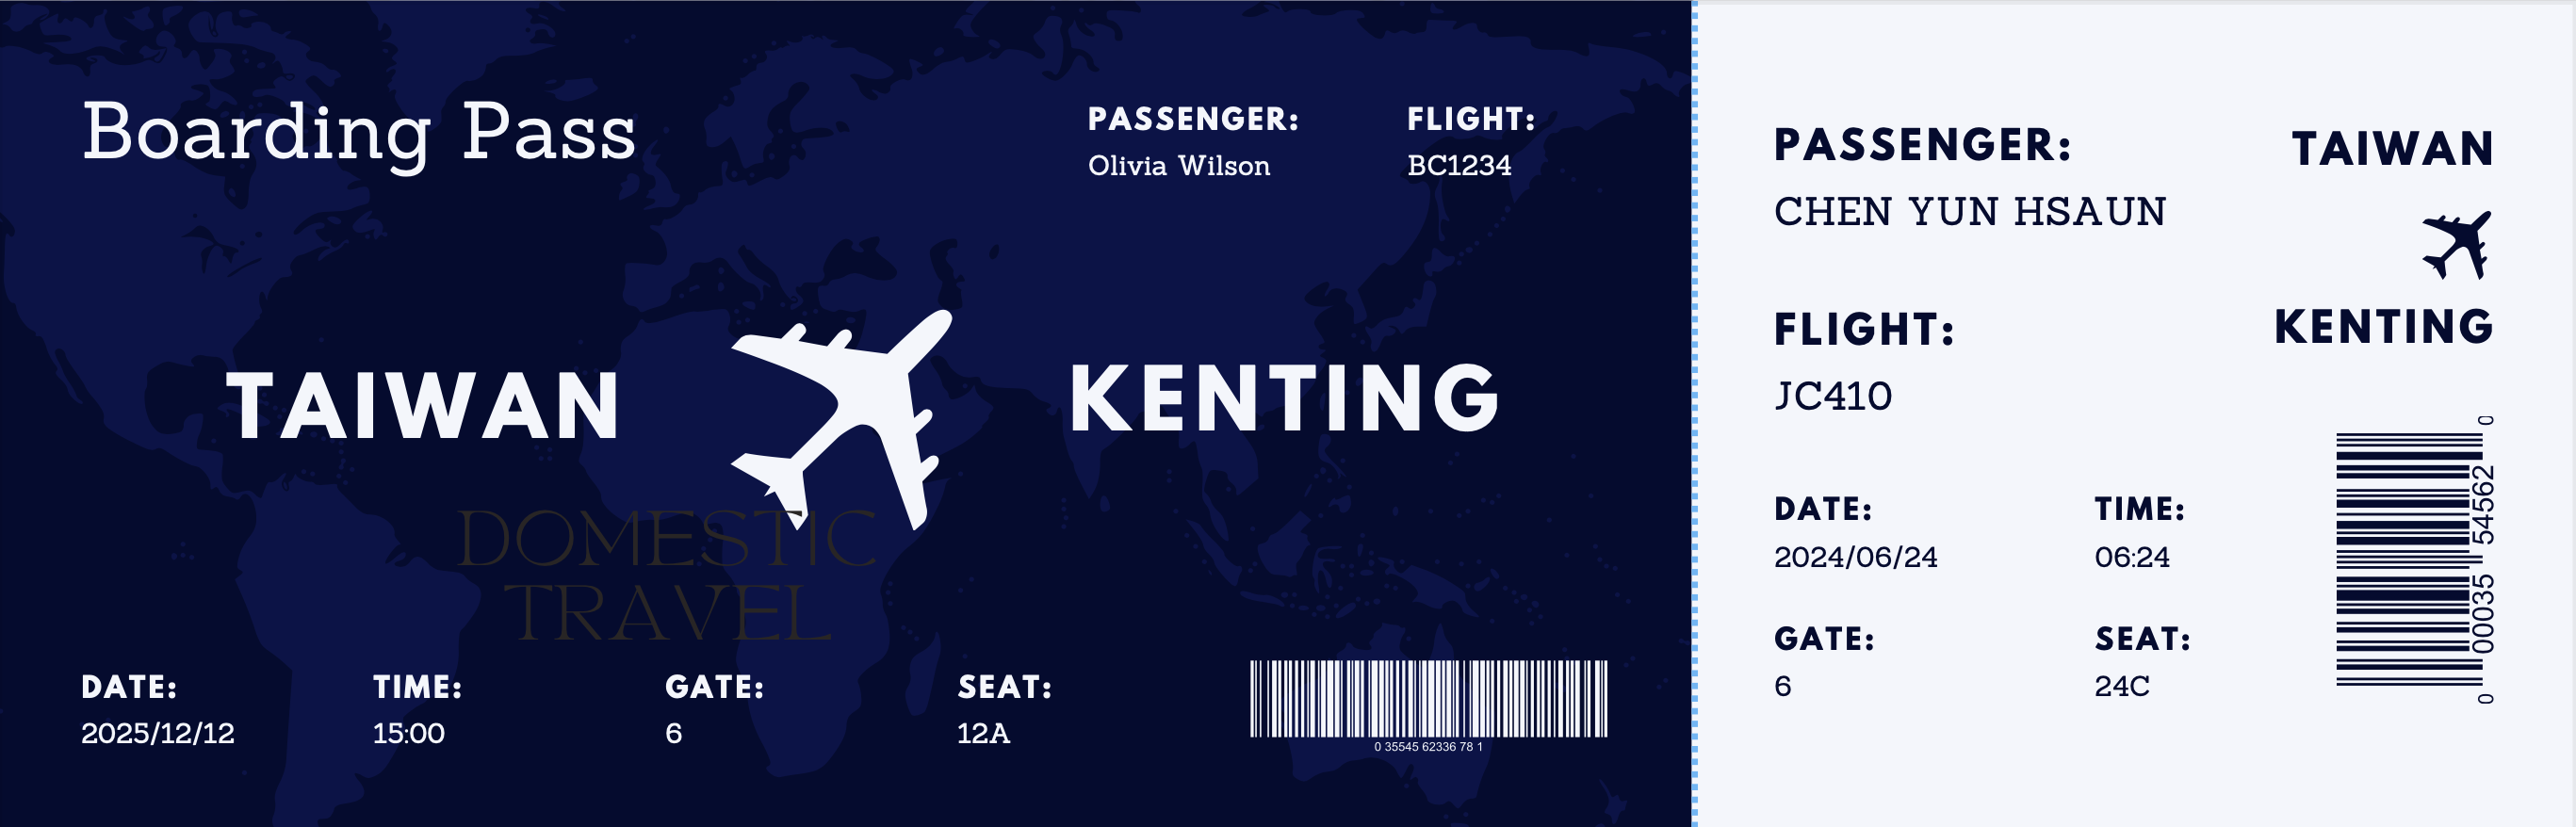 Boarding Pass
PASSENGER:
Olivia Wilson
FLIGHT:
BC1234
TAIWAN
KENTING
DOMESTIC
TRAVEL
DATE:
2025/12/12
TIME:
15:00
GATE:
6
SEAT:
12A
0 35545 62336 78 1
PASSENGER:
CHEN YUN HSAUN
TAIWAN
KENTING
FLIGHT:
JC410
DATE:
2024/06/24
TIME:
06:24
GATE:
6
SEAT:
24C
0 00035 54562 0